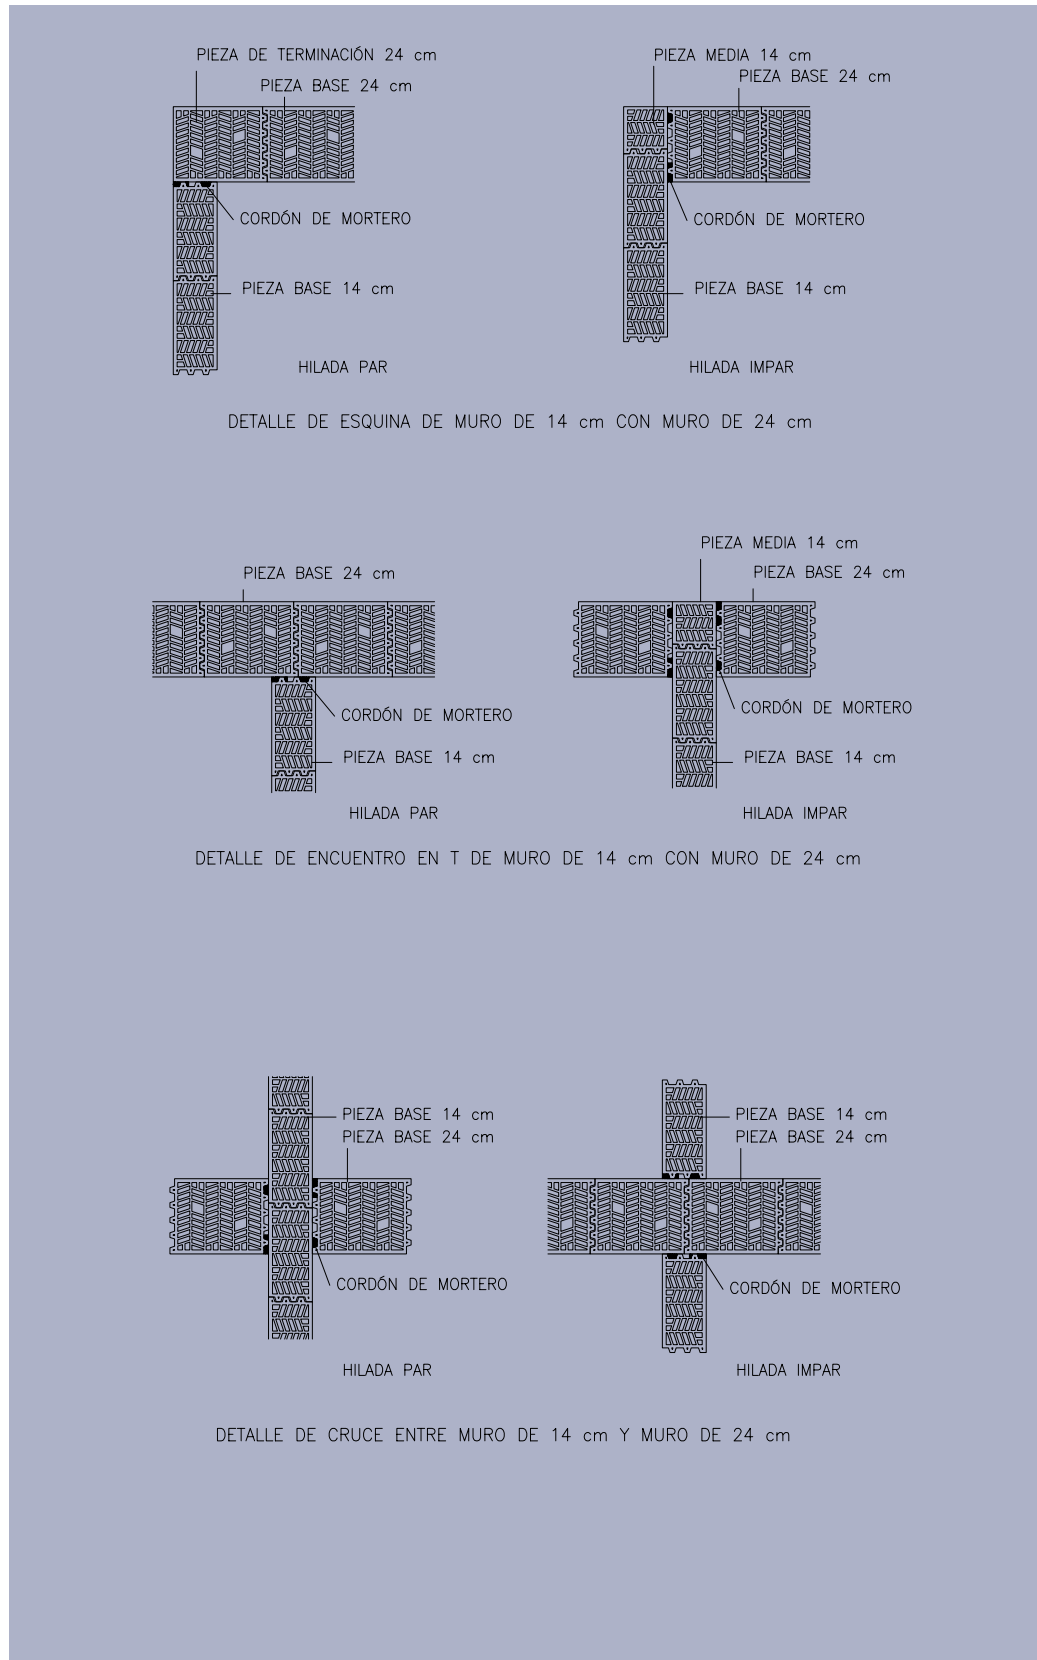 PIEZA DE TERMINACIÓN 24 cm
PIEZA BASE 24 cm
CORDÓN DE MORTERO
PIEZA BASE 14 cm
HILADA PAR
PIEZA MEDIA 14 cm
PIEZA BASE 24 cm
CORDÓN DE MORTERO
PIEZA BASE 14 cm
HILADA IMPAR
DETALLE DE ESQUINA DE MURO DE 14 cm CON MURO DE 24 cm
PIEZA BASE 24 cm
CORDÓN DE MORTERO
PIEZA BASE 14 cm
HILADA PAR
PIEZA MEDIA 14 cm
PIEZA BASE 24 cm
CORDÓN DE MORTERO
PIEZA BASE 14 cm
HILADA IMPAR
DETALLE DE ENCUENTRO EN T DE MURO DE 14 cm CON MURO DE 24 cm
PIEZA BASE 14 cm
PIEZA BASE 24 cm
CORDÓN DE MORTERO
HILADA PAR
PIEZA BASE 14 cm
PIEZA BASE 24 cm
CORDÓN DE MORTERO
HILADA IMPAR
DETALLE DE CRUCE ENTRE MURO DE 14 cm Y MURO DE 24 cm